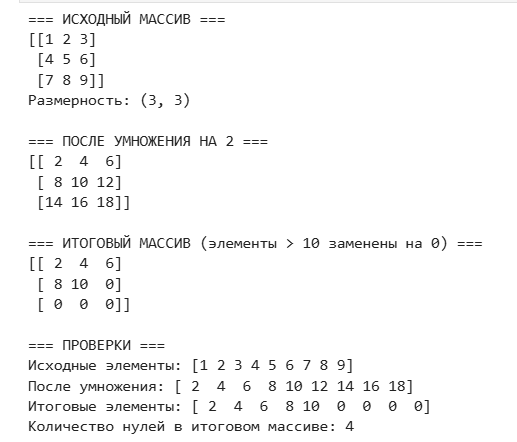 === ИСХОДНЫЙ МАССИВ ===
[[1 2 3]
 [4 5 6]
 [7 8 9]]
Размерность: (3, 3)

=== ПОСЛЕ УМНОЖЕНИЯ НА 2 ===
[[ 2  4  6]
 [ 8 10 12]
 [14 16 18]]

=== ИТОГОВЫЙ МАССИВ (элементы > 10 заменены на 0) ===
[[ 2  4  6]
 [ 8 10  0]
 [ 0  0  0]]

=== ПРОВЕРКИ ===
Исходные элементы: [1 2 3 4 5 6 7 8 9]
После умножения: [ 2  4  6  8 10 12 14 16 18]
Итоговые элементы: [ 2  4  6  8 10  0  0  0  0]
Количество нулей в итоговом массиве: 4